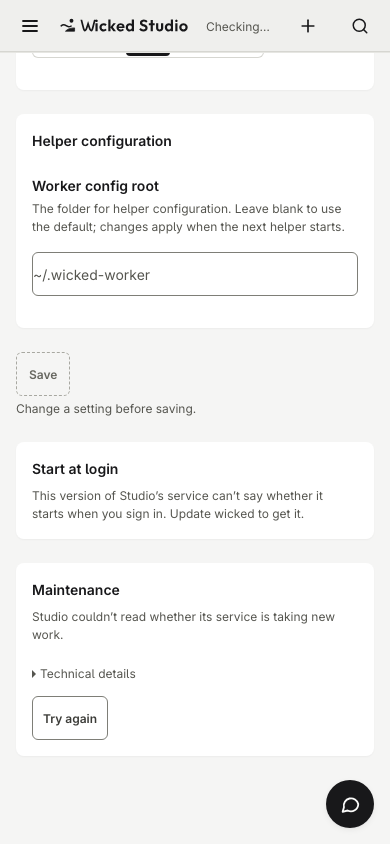 Wicked Studio
Checking...
Helper configuration
Worker config root
The folder for helper configuration. Leave blank to use
the default; changes apply when the next helper starts.
~/.wicked-worker
Save
Change a setting before saving.
Start at login
This version of Studio’s service can’t say whether it
starts when you sign in. Update wicked to get it.
Maintenance
Studio couldn’t read whether its service is taking new
work.
Technical details
Try again